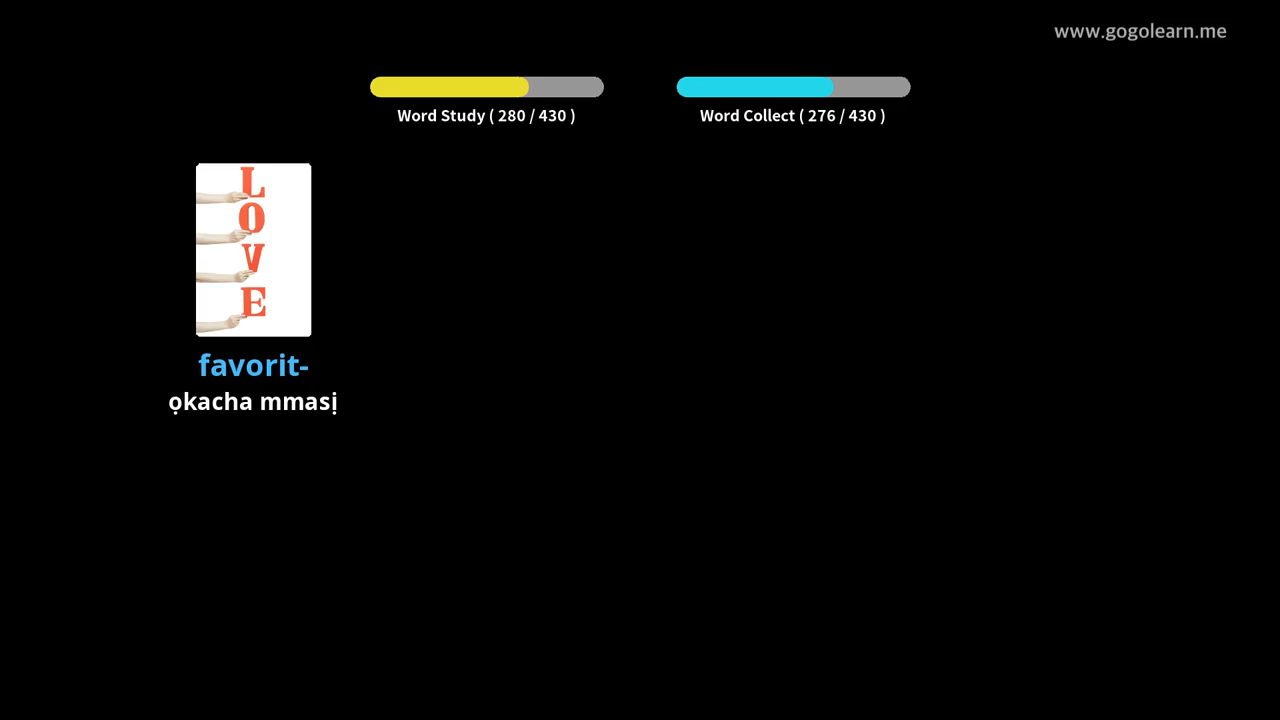 www.gogolearn.me
Word Study ( 280 / 430 )
Word Collect ( 276 / 430 )
L
O
V
E
favorit-
ọkacha mmasị